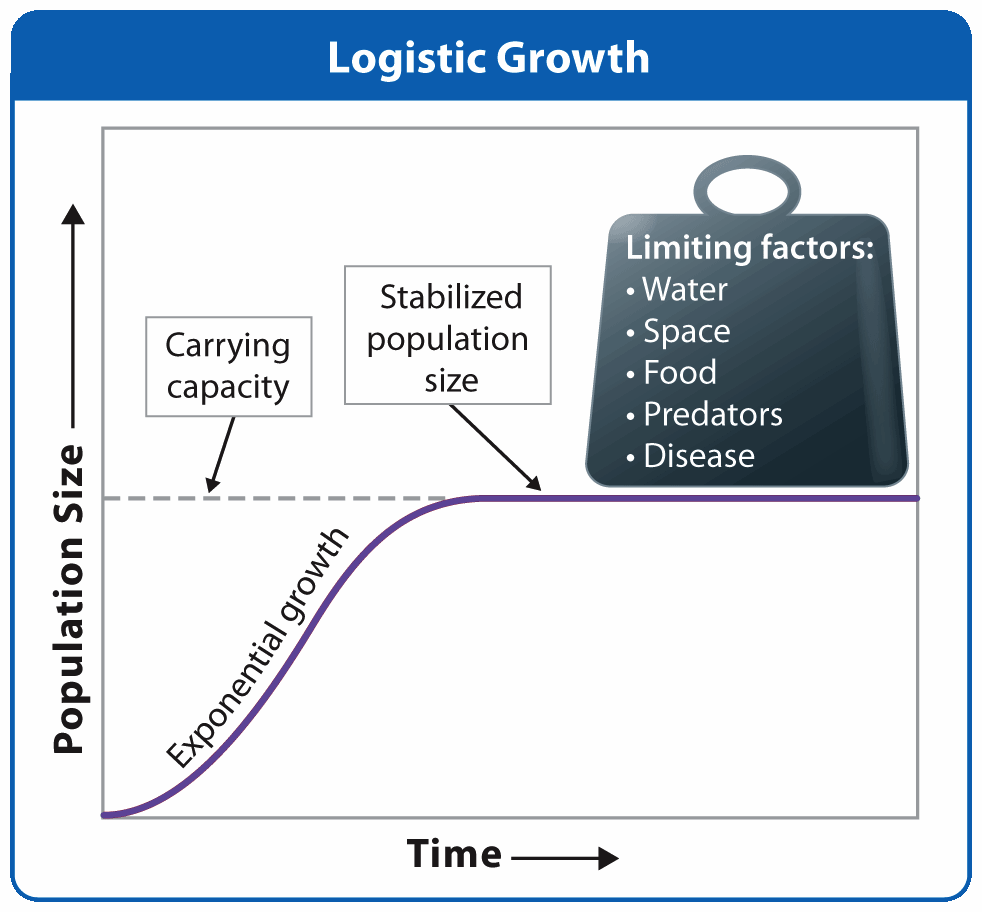 Logistic Growth
Limiting factors:
• Water
• Space
• Food
• Predators
• Disease
Stabilized
population
size
Carrying
capacity
Exponential growth
Population Size
Time